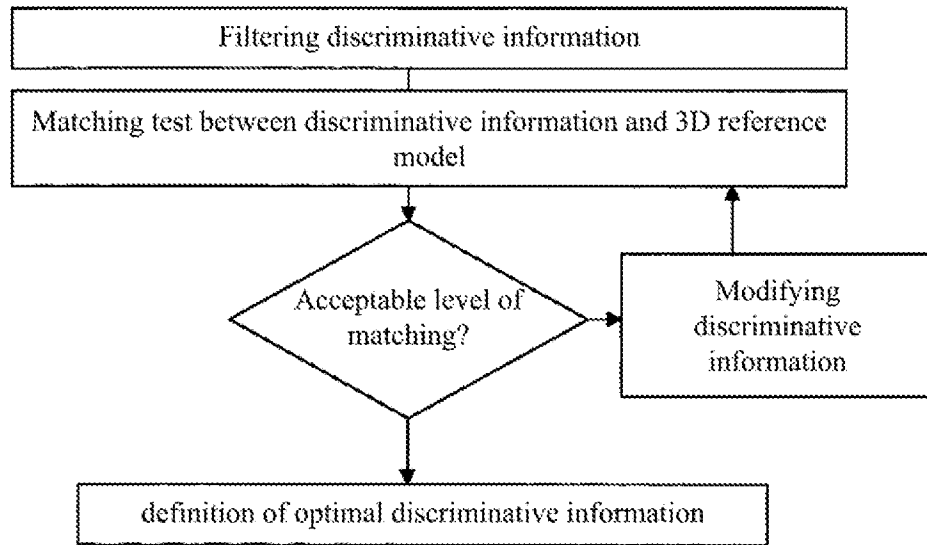 Filtering discriminative information
Matching test between discriminative information and 3D reference
model
Acceptable level of
matching?
Modifying
discriminative
information
definition of optimal discriminative information